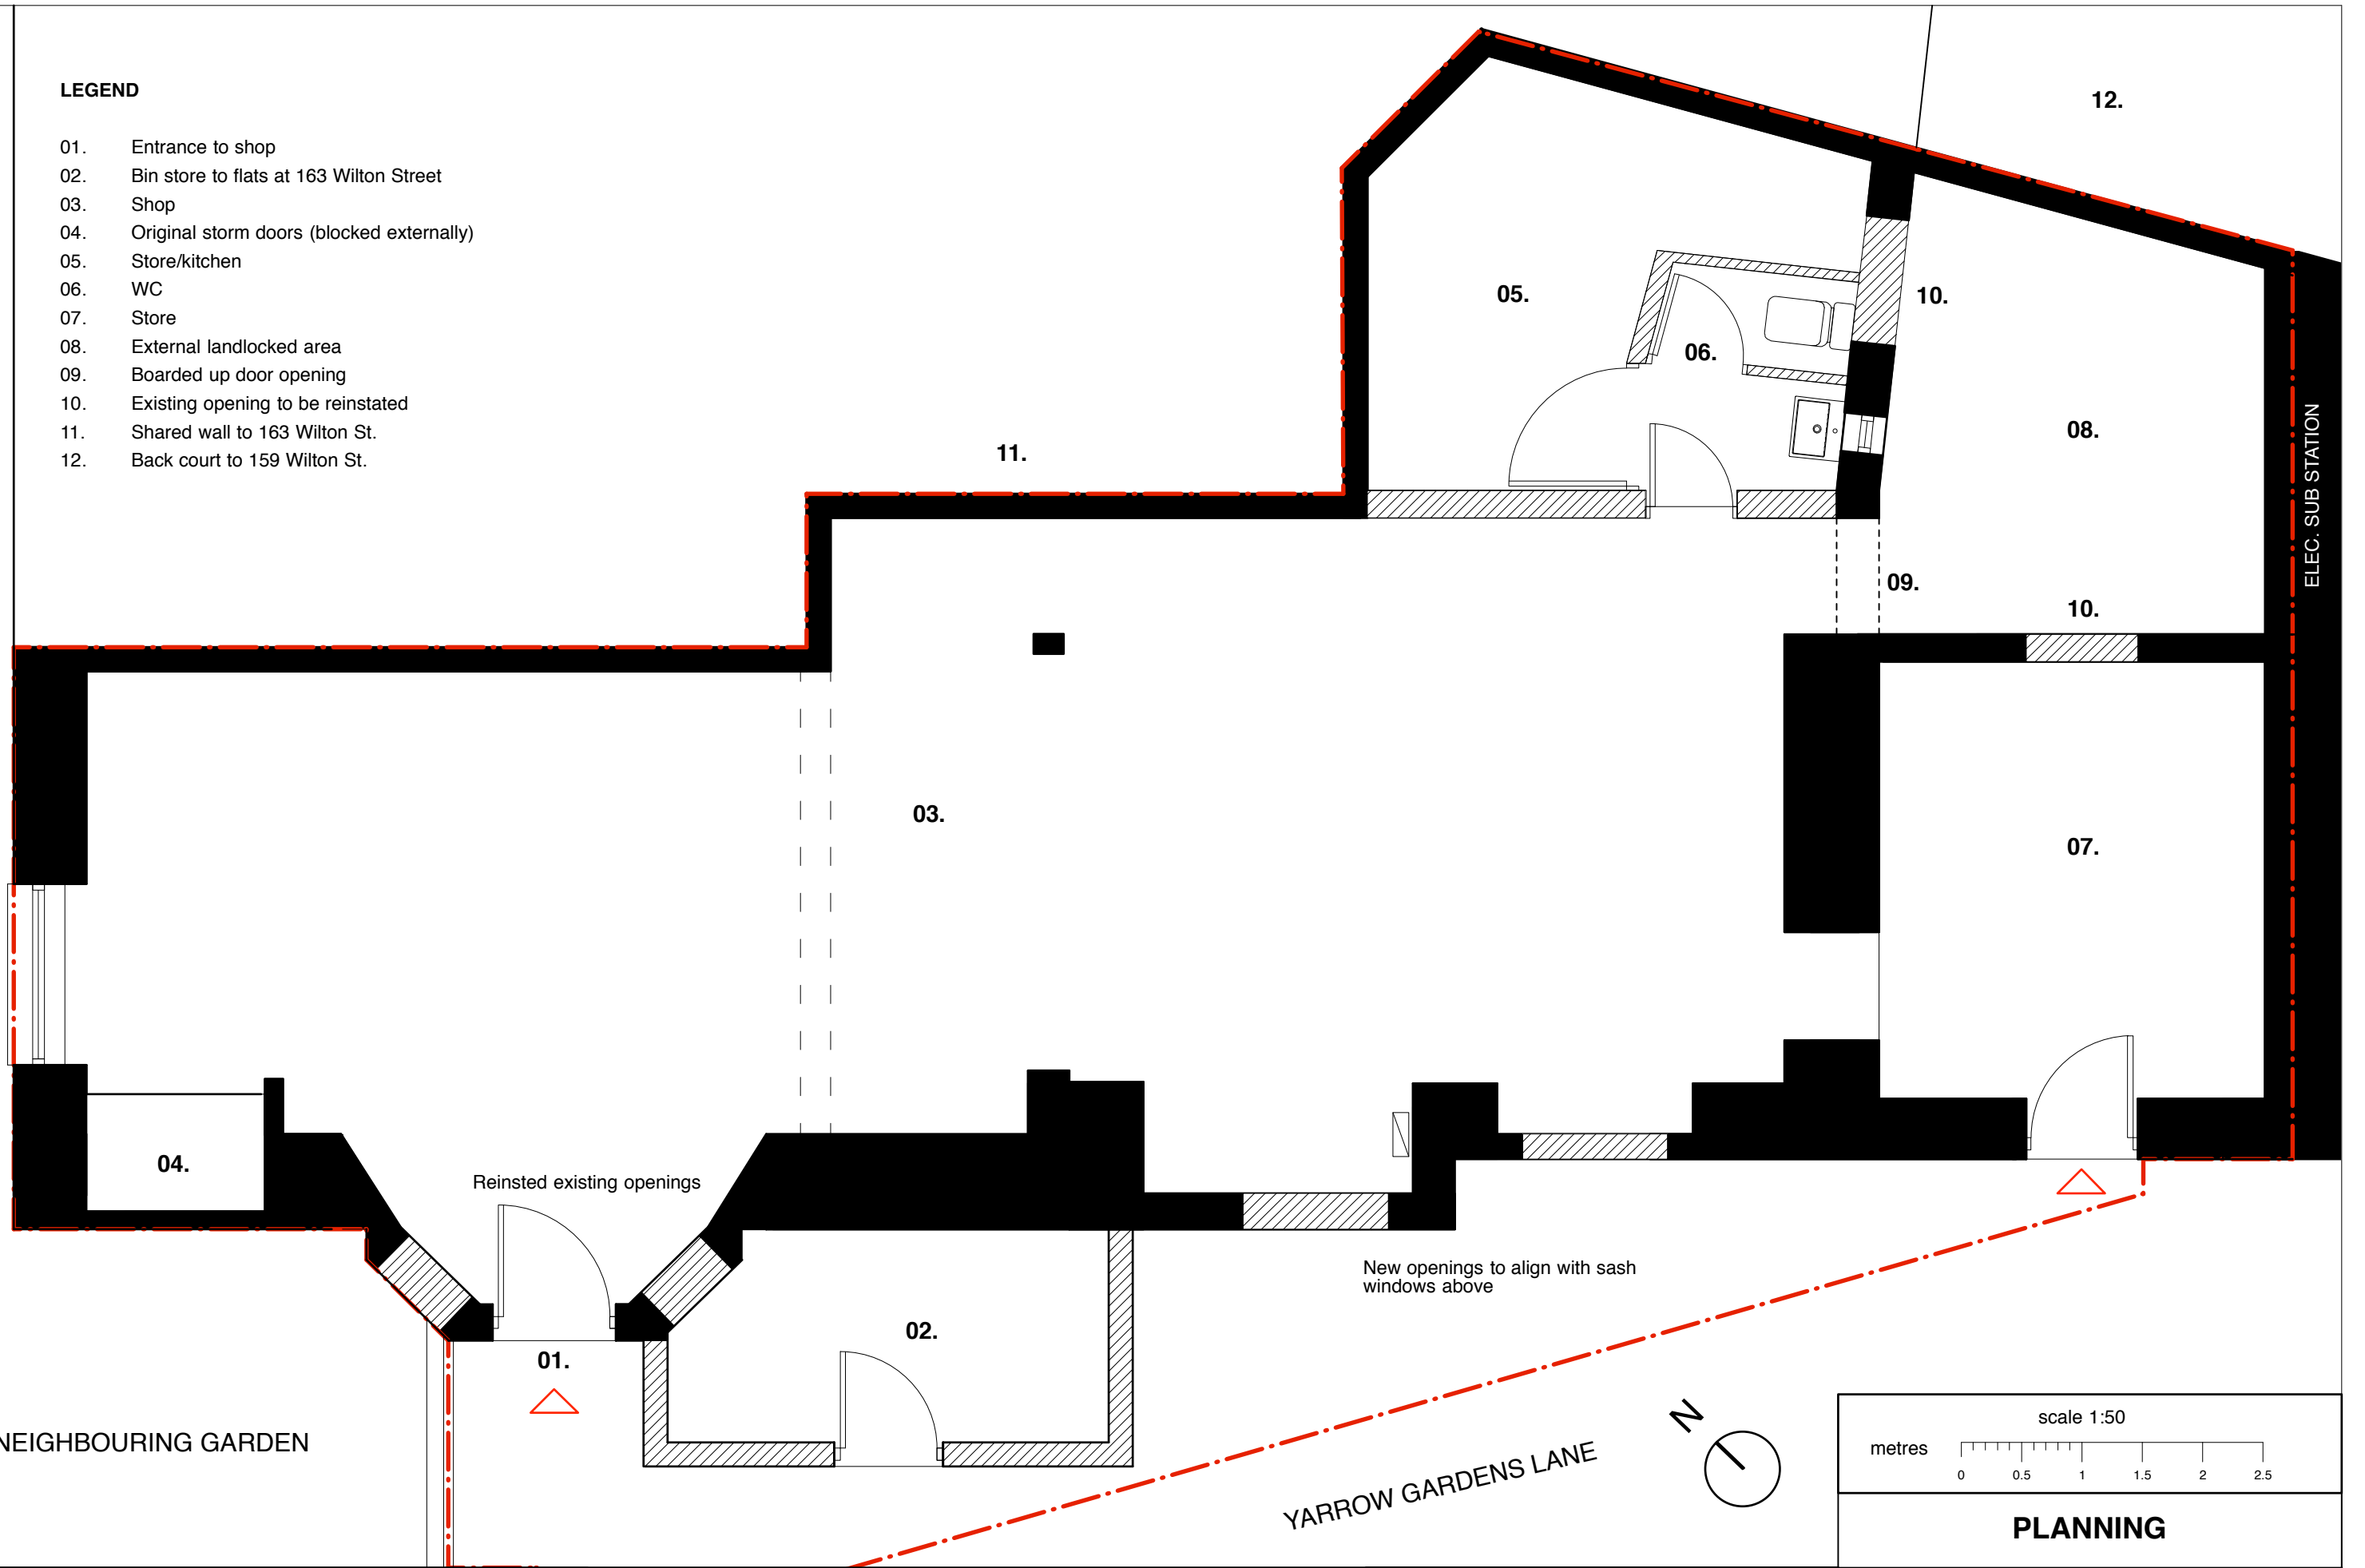 LEGEND
01. Entrance to shop
02. Bin store to flats at 163 Wilton Street
03. Shop
04. Original storm doors (blocked externally)
05. Store/kitchen
06. WC
07. Store
08. External landlocked area
09. Boarded up door opening
10. Existing opening to be reinstated
11. Shared wall to 163 Wilton St.
12. Back court to 159 Wilton St.
12.
05.
10.
06.
08.
11.
ELEC. SUB STATION
09.
10.
03.
07.
04.
Reinsted existing openings
New openings to align with sash
windows above
02.
01.
NEIGHBOURING GARDEN
YARROW GARDENS LANE
N
scale 1:50
metres
0 0.5 1 1.5 2 2.5
PLANNING